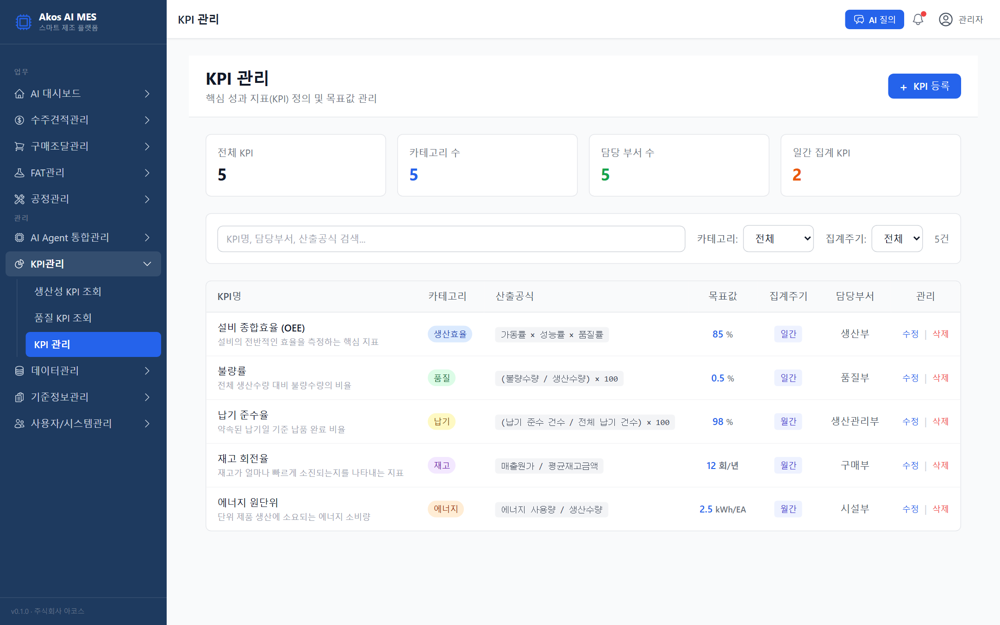 Akos AI MES
스마트 제조 플랫폼
업무
AI 대시보드
수주견적관리
구매조달관리
FAT관리
공정관리
관리
AI Agent 통합관리
KPI관리
생산성 KPI 조회
품질 KPI 조회
KPI 관리
데이터관리
기준정보관리
사용자/시스템관리
v0.1.0 · 주식회사 아코스
KPI 관리
AI 질의
관리자
KPI 관리
핵심 성과 지표(KPI) 정의 및 목표값 관리
+ KPI 등록
전체 KPI
5
카테고리 수
5
담당 부서 수
5
일간 집계 KPI
2
KPI명, 담당부서, 산출공식 검색...
카테고리: 전체
집계주기: 전체
5건
KPI명 카테고리 산출공식 목표값 집계주기 담당부서 관리
설비 종합효율 (OEE)
설비의 전반적인 효율을 측정하는 핵심 지표
생산효율 가동률 × 성능률 × 품질률 85 % 일간 생산부 수정 | 삭제
불량률
전체 생산수량 대비 불량수량의 비율
품질 (불량수량 / 생산수량) × 100 0.5 % 일간 품질부 수정 | 삭제
납기 준수율
약속된 납기일 기준 납품 완료 비율
납기 (납기 준수 건수 / 전체 납기 건수) × 100 98 % 월간 생산관리부 수정 | 삭제
재고 회전율
재고가 얼마나 빠르게 소진되는지를 나타내는 지표
재고 매출원가 / 평균재고금액 12 회/년 월간 구매부 수정 | 삭제
에너지 원단위
단위 제품 생산에 소요되는 에너지 소비량
에너지 에너지 사용량 / 생산수량 2.5 kWh/EA 월간 시설부 수정 | 삭제